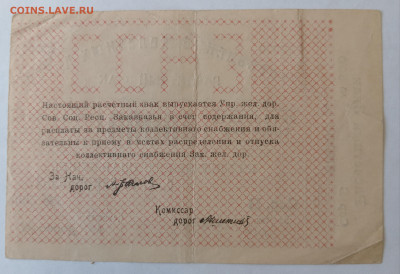 COINS.LAVE.RU
Настоящий расчетный знак выпускается Упр. жел. дор.
Сов. Соц. Респ. Закавказья в счет содержания, для
расплаты за предметы коллективного снабжения и обя-
зательны к приему в местах распределения и отпуска
коллективного снабжения Зак. жел. дор.
За Нач.
дорог
Комиссар
дорог